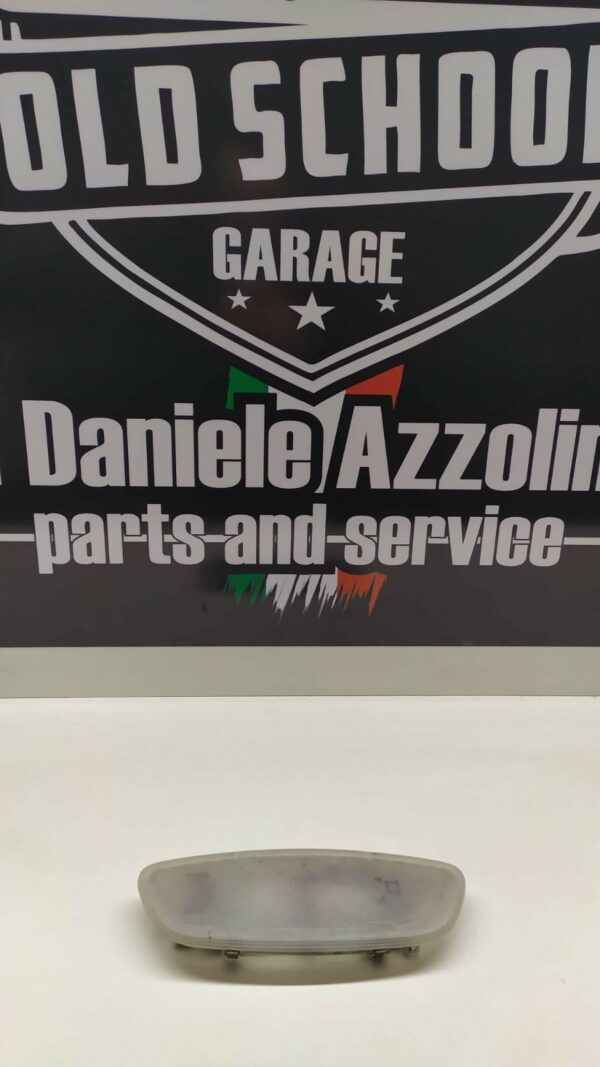 OLD SCHOOL
GARAGE
Daniele Azzolin
parts and service